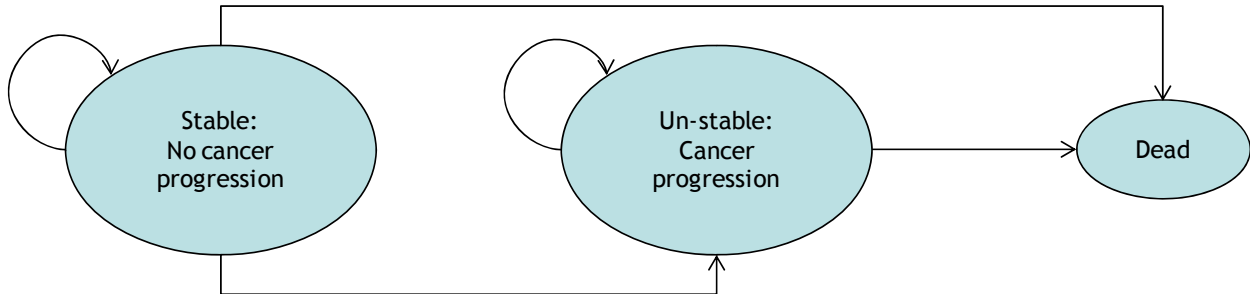 Stable:
No cancer
progression
Un-stable:
Cancer
progression
Dead